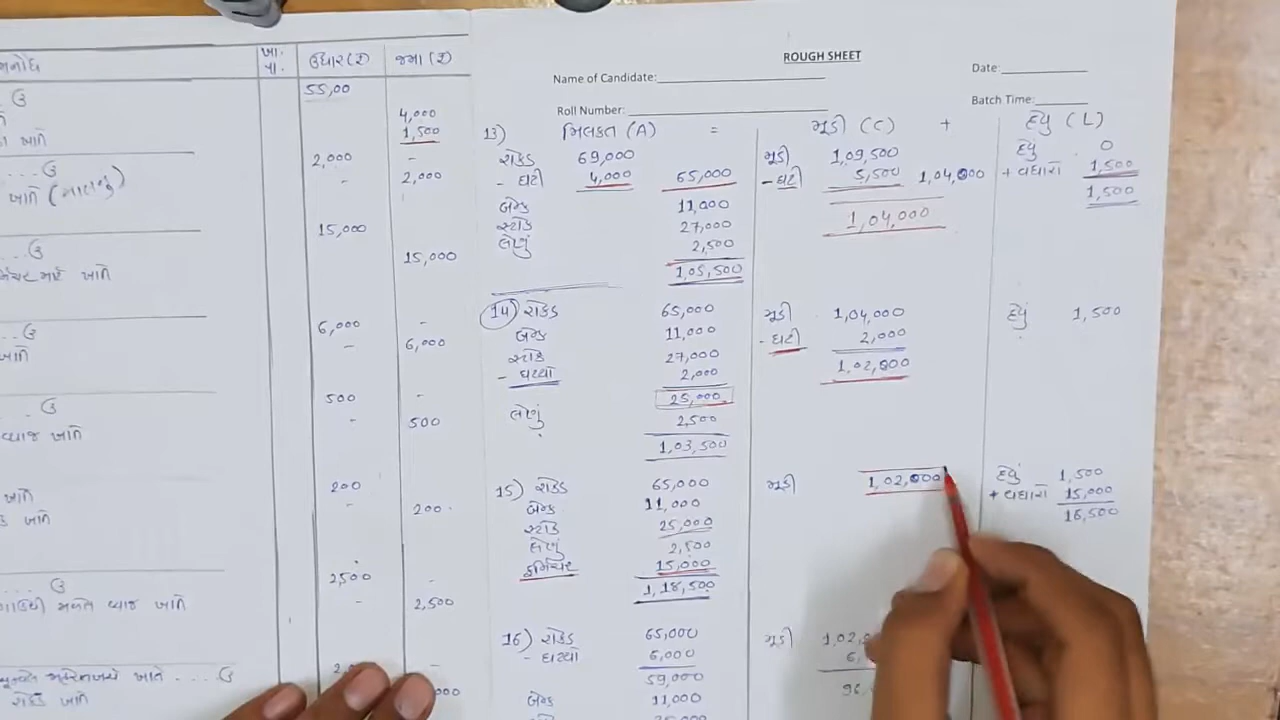 ખા. ઉધાર(₹) જમા(₹)
પા.
ઉ 55,00
4,000
ખાતે 1,500
...ઉ 2,000 -
ખાતે (માલનું) - 2,000
...ઉ 15,000
ખાતે 15,000
...ઉ 6,000 -
ખાતે - 6,000
...ઉ 500 -
વ્યાજ ખાતે - 500
ખાતે 200 -
ખાતે - 200
...ઉ 2,500 -
મળતે વ્યાજ ખાતે - 2,500
ખાતે ....ઉ -
રોકડ ખાતે
ROUGH SHEET
Name of Candidate: Date:
Roll Number: Batch Time:
13) મિલકત (A) = મૂડી (C) + દેવું (L)
રોકડ 69,000 મૂડી 1,09,500 દેવું 0
- ઘટી 4,000 65,000 - ઘટી 5,500 1,04,000 + વધારો 1,500
બેન્ક 11,000 1,04,000 1,500
સ્ટોક 27,000
લેણું 2,500
1,05,500
14) રોકડ 65,000 મૂડી 1,04,000 દેવું 1,500
બેન્ક 11,000 - ઘટી 2,000
સ્ટોક 27,000 1,02,000
- ઘટ્યો 2,000
25,000
લેણું 2,500
1,03,500
15) રોકડ 65,000 મૂડી 1,02,000 દેવું 1,500
બેન્ક 11,000 + વધારો 15,000
સ્ટોક 25,000 16,500
લેણું 2,500
ફર્નિચર 15,000
1,18,500
16) રોકડ 65,000 મૂડી
- ઘટ્યો 6,000
59,000
બેન્ક 11,000